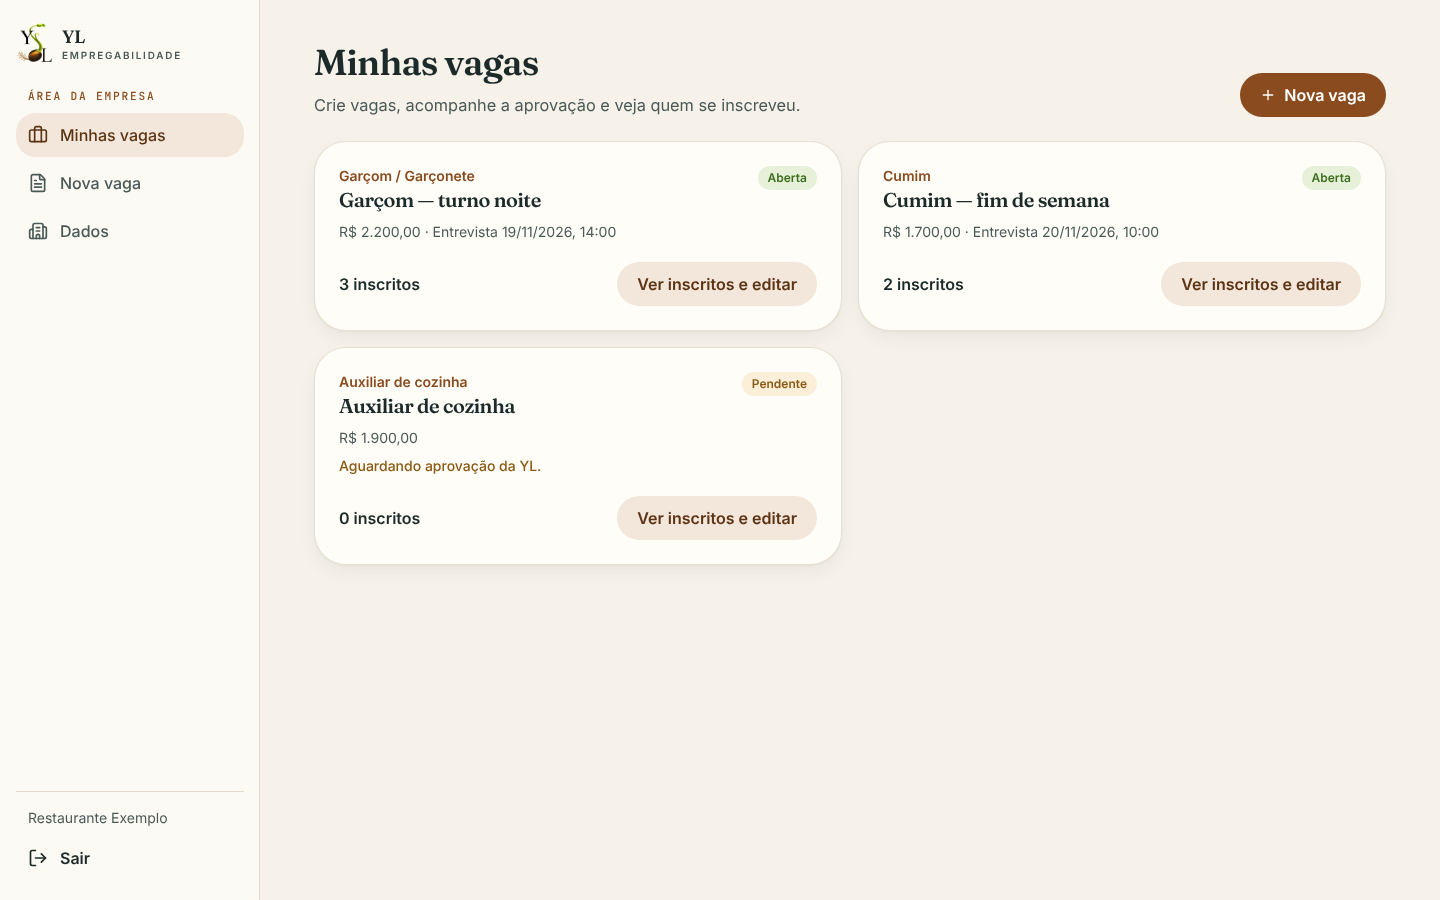 YL
YL
EMPREGABILIDADE
ÁREA DA EMPRESA
Minhas vagas
Nova vaga
Dados
Restaurante Exemplo
Sair
Minhas vagas
Crie vagas, acompanhe a aprovação e veja quem se inscreveu.
+ Nova vaga
Garçom / Garçonete
Aberta
Garçom — turno noite
R$ 2.200,00 · Entrevista 19/11/2026, 14:00
3 inscritos
Ver inscritos e editar
Cumim
Aberta
Cumim — fim de semana
R$ 1.700,00 · Entrevista 20/11/2026, 10:00
2 inscritos
Ver inscritos e editar
Auxiliar de cozinha
Pendente
Auxiliar de cozinha
R$ 1.900,00
Aguardando aprovação da YL.
0 inscritos
Ver inscritos e editar